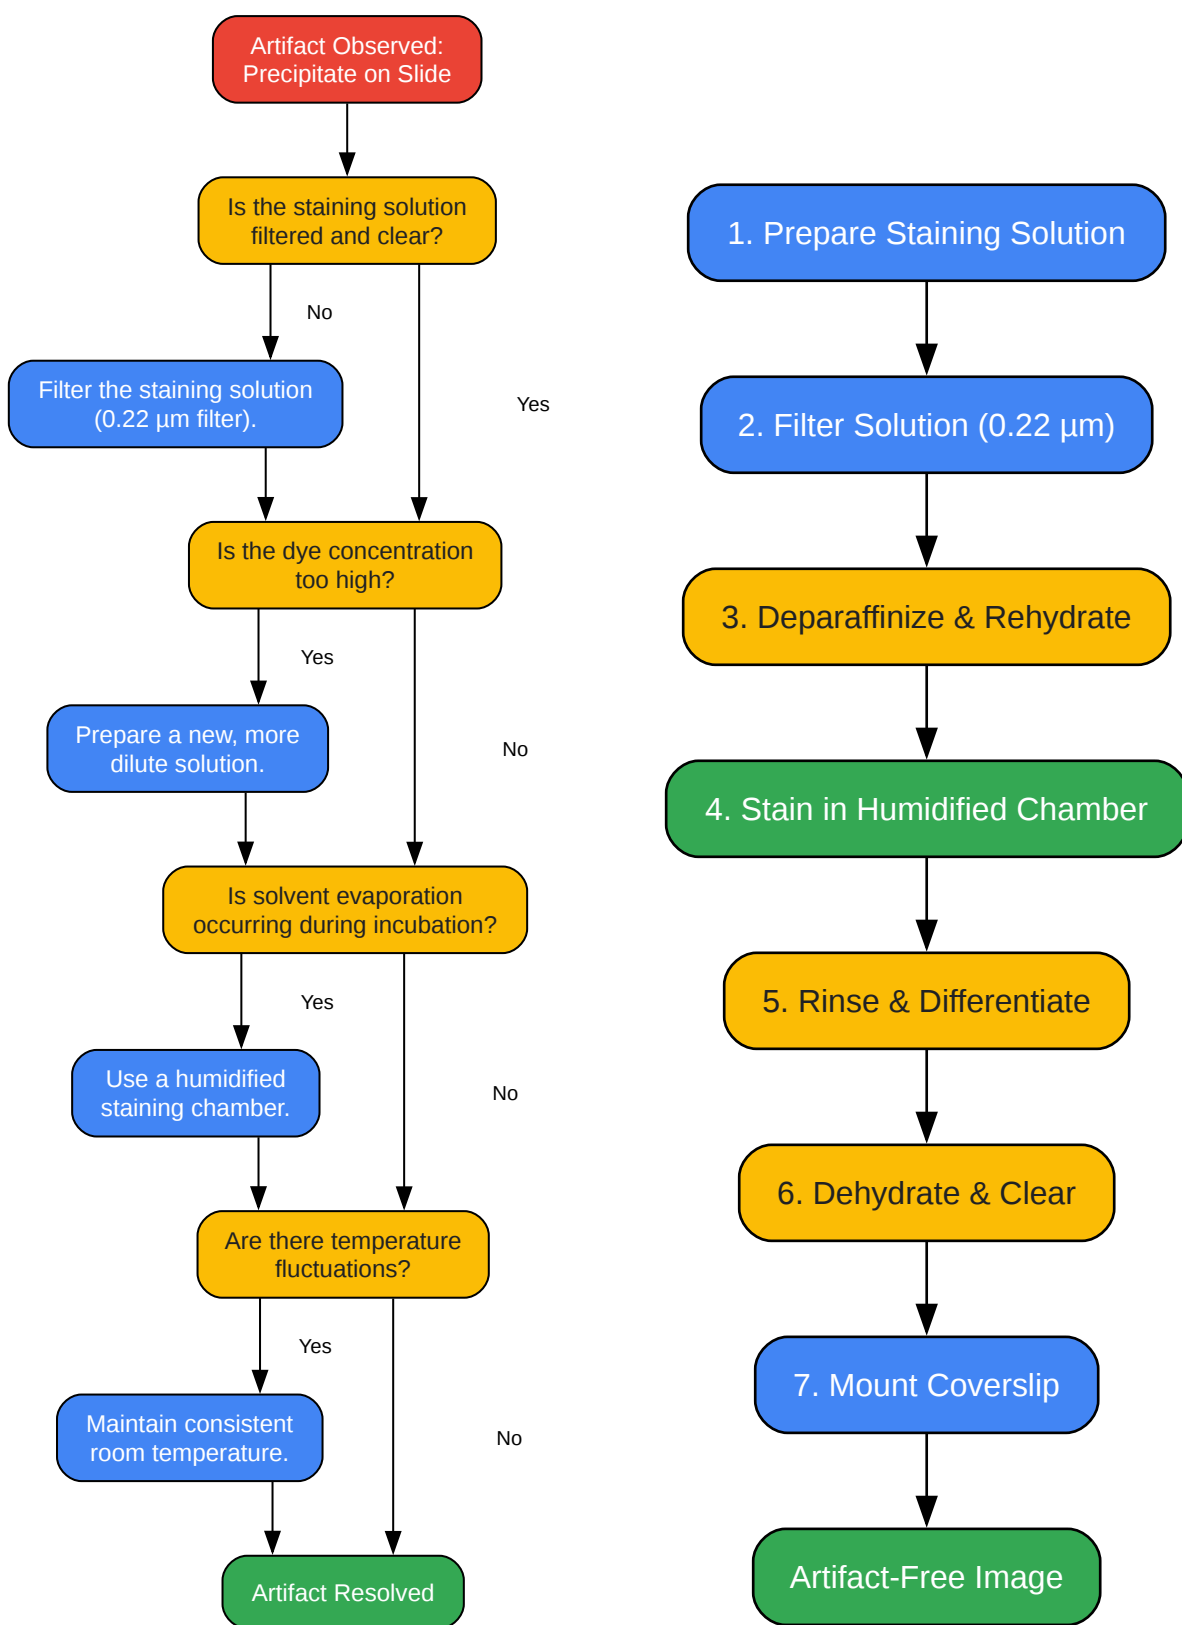 Artifact Observed:
Precipitate on Slide
Is the staining solution
filtered and clear?
No
Yes
Filter the staining solution
(0.22 µm filter).
Is the dye concentration
too high?
Yes
No
Prepare a new, more
dilute solution.
Is solvent evaporation
occurring during incubation?
Yes
No
Use a humidified
staining chamber.
Are there temperature
fluctuations?
Yes
No
Maintain consistent
room temperature.
Artifact Resolved
1. Prepare Staining Solution
2. Filter Solution (0.22 µm)
3. Deparaffinize & Rehydrate
4. Stain in Humidified Chamber
5. Rinse & Differentiate
6. Dehydrate & Clear
7. Mount Coverslip
Artifact-Free Image